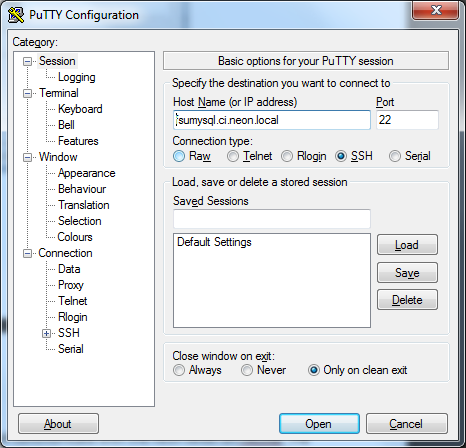 PuTTY Configuration
Category:
Session
Logging
Terminal
Keyboard
Bell
Features
Window
Appearance
Behaviour
Translation
Selection
Colours
Connection
Data
Proxy
Telnet
Rlogin
SSH
Serial
Basic options for your PuTTY session
Specify the destination you want to connect to
Host Name (or IP address) Port
sumysql.ci.neon.local 22
Connection type:
Raw Telnet Rlogin SSH Serial
Load, save or delete a stored session
Saved Sessions
Default Settings
Load
Save
Delete
Close window on exit:
Always Never Only on clean exit
About Open Cancel